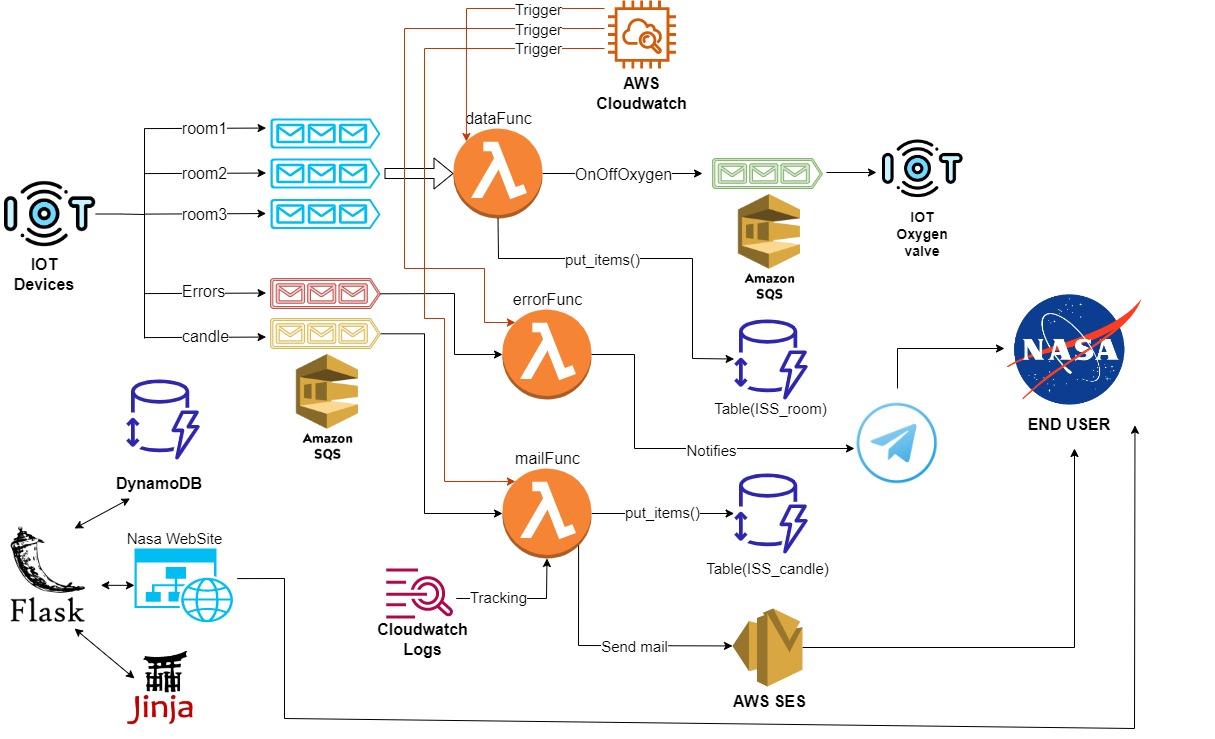 Trigger
Trigger
Trigger
AWS
Cloudwatch
dataFunc
room1
room2
room3
OnOffOxygen
IOT
IOT
IOT
Devices
IOT
Oxygen
valve
put_items()
Amazon
SQS
Errors
errorFunc
candle
NASA
Table(ISS_room)
END USER
Amazon
SQS
Notifies
mailFunc
DynamoDB
put_items()
Nasa WebSite
Table(ISS_candle)
Flask
Tracking
Cloudwatch
Logs
Send mail
AWS SES
Jinja